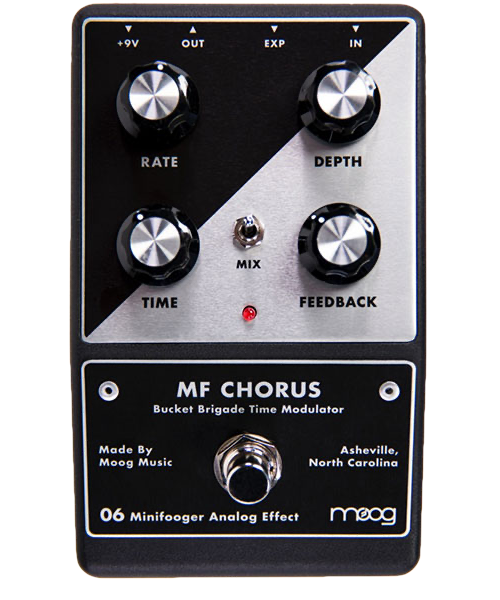 +9V OUT EXP IN
RATE DEPTH
MIX
TIME FEEDBACK
MF CHORUS
Bucket Brigade Time Modulator
Made By
Moog Music
Asheville,
North Carolina
06 Minifooger Analog Effect
moog